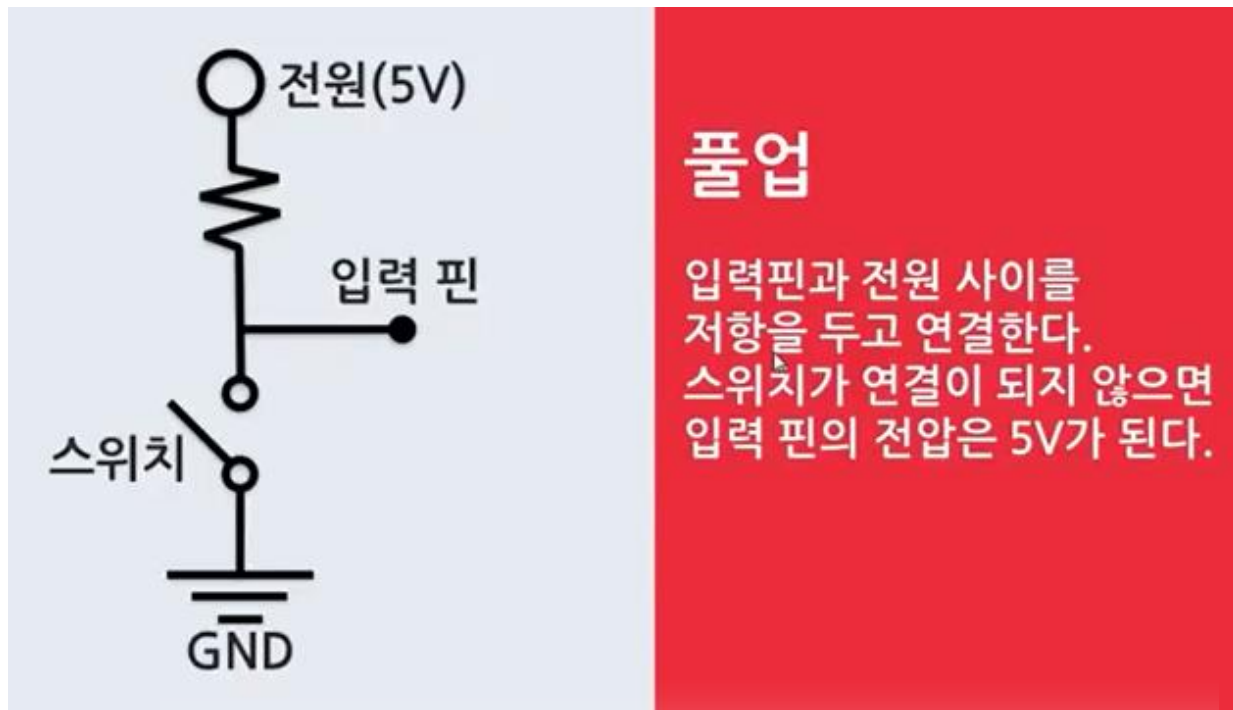 전원(5V)
입력 핀
스위치
GND
풀업
입력핀과 전원 사이를
저항을 두고 연결한다.
스위치가 연결이 되지 않으면
입력 핀의 전압은 5V가 된다.